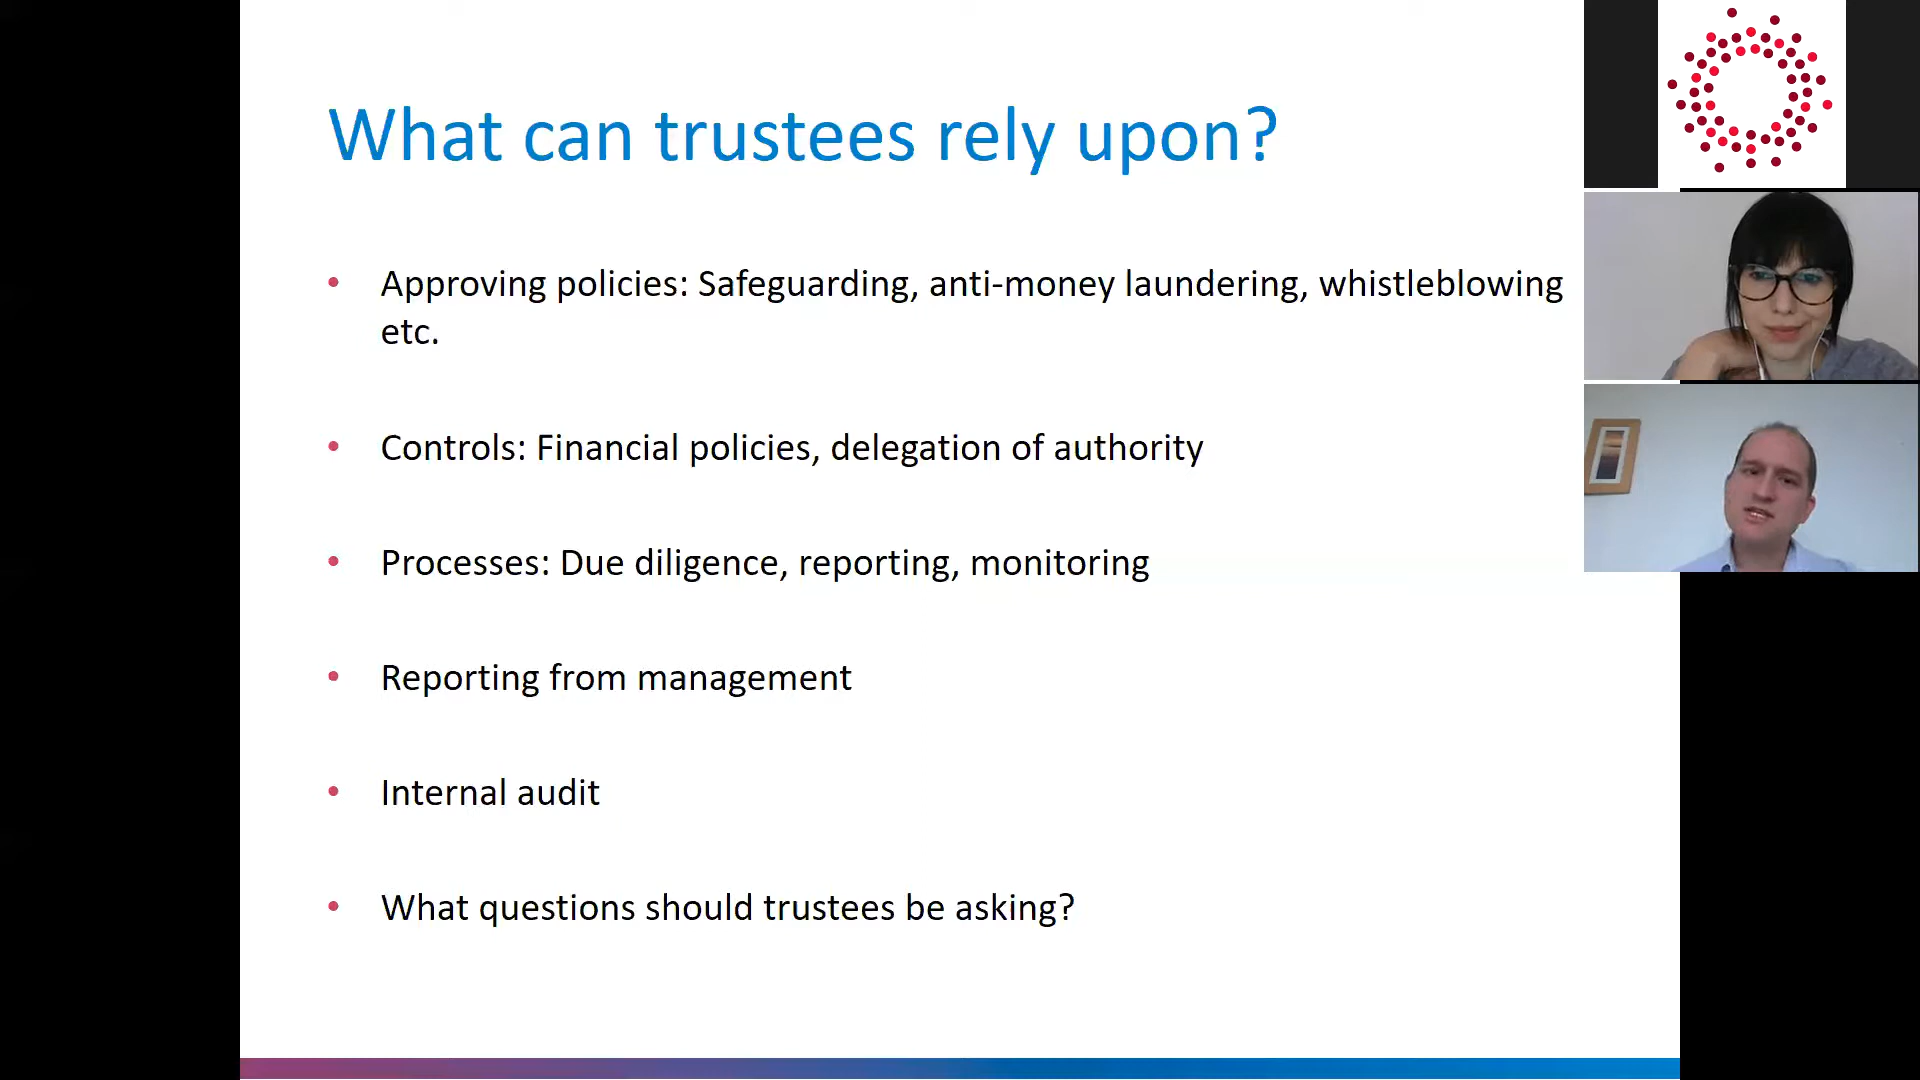 What can trustees rely upon?
• Approving policies: Safeguarding, anti-money laundering, whistleblowing
etc.
• Controls: Financial policies, delegation of authority
• Processes: Due diligence, reporting, monitoring
• Reporting from management
• Internal audit
• What questions should trustees be asking?